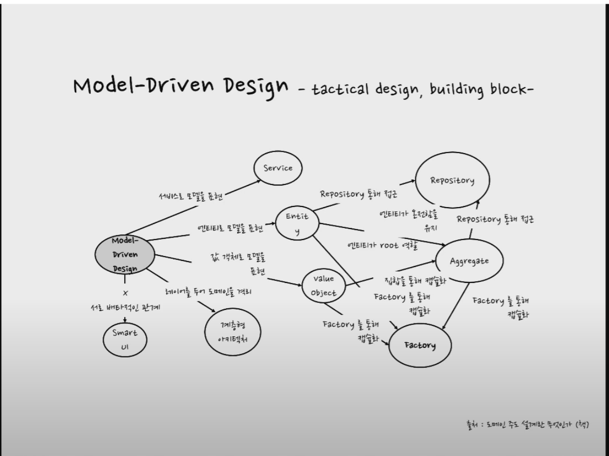 Model-Driven Design - tactical design, building block-
Service
서비스로 모델을 표현
Repository 통해 접근
Repository
Entit
y
엔티티가 온전함을
유지
Repository 통해 접근
엔티티로 모델을 표현
엔티티가 root 역할
Model-
Driven
Design
값 객체로 모델을
표현
Aggregate
value
object
집합을 통해 캡슐화
레이어를 두어 도메인을 격리
Factory 를 통해
캡슐화
Factory 를 통해
캡슐화
X
서로 배타적인 관계
Factory 를 통해
캡슐화
Smart
UI
계층형
아키텍처
Factory
출처 : 도메인 주도 설계란 무엇인가 (책)